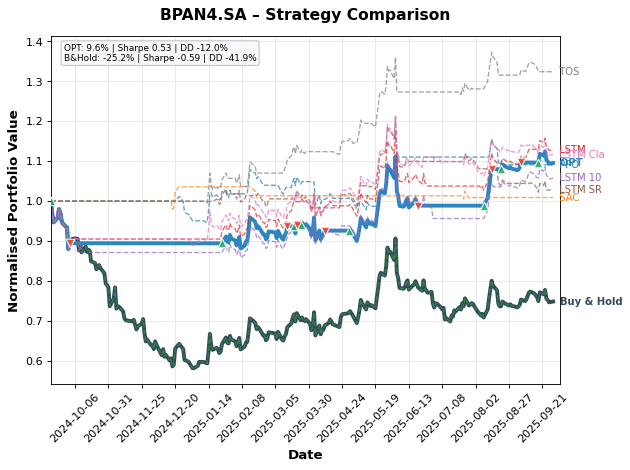 BPAN4.SA – Strategy Comparison
OPT: 9.6% | Sharpe 0.53 | DD -12.0%
B&Hold: -25.2% | Sharpe -0.59 | DD -41.9%
1.4
1.3
1.2
1.1
1.0
0.9
0.8
0.7
0.6
Normalised Portfolio Value
TOS
LSTM
LSTM Cla
OPT
LSTM 10
LSTM SR
SAC
Buy & Hold
2024-10-06
2024-10-31
2024-11-25
2024-12-20
2025-01-14
2025-02-08
2025-03-05
2025-03-30
2025-04-24
2025-05-19
2025-06-13
2025-07-08
2025-08-02
2025-08-27
2025-09-21
Date